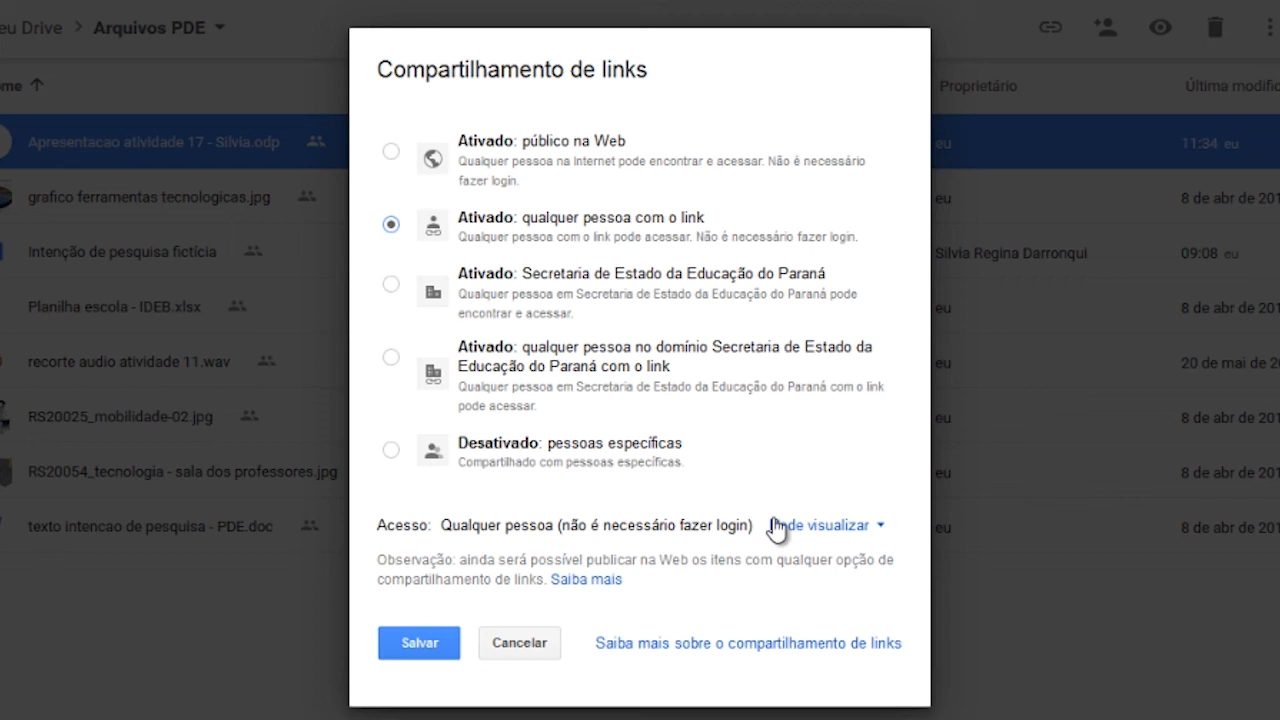 eu Drive > Arquivos PDE
me
Proprietário
Última modific
Compartilhamento de links
Ativado: público na Web
Qualquer pessoa na Internet pode encontrar e acessar. Não é necessário
fazer login.
Ativado: qualquer pessoa com o link
Qualquer pessoa com o link pode acessar. Não é necessário fazer login.
Ativado: Secretaria de Estado da Educação do Paraná
Qualquer pessoa em Secretaria de Estado da Educação do Paraná pode
encontrar e acessar.
Ativado: qualquer pessoa no domínio Secretaria de Estado da
Educação do Paraná com o link
Qualquer pessoa em Secretaria de Estado da Educação do Paraná com o link
pode acessar.
Desativado: pessoas específicas
Compartilhado com pessoas específicas.
Acesso: Qualquer pessoa (não é necessário fazer login) visualizar
Observação: ainda será possível publicar na Web os itens com qualquer opção de
compartilhamento de links. Saiba mais
Salvar
Cancelar
Saiba mais sobre o compartilhamento de links
Apresentacao atividade 17 - Silvia.odp
eu
11:34 eu
grafico ferramentas tecnologicas.jpg
eu
8 de abr de 201
Intenção de pesquisa fictícia
Silvia Regina Darronqui
09:08 eu
Planilha escola - IDEB.xlsx
eu
8 de abr de 201
recorte audio atividade 11.wav
eu
20 de mai de 2
RS20025_mobilidade-02.jpg
eu
8 de abr de 201
RS20054_tecnologia - sala dos professores.jpg
eu
8 de abr de 201
texto intencao de pesquisa - PDE.doc
eu
8 de abr de 201